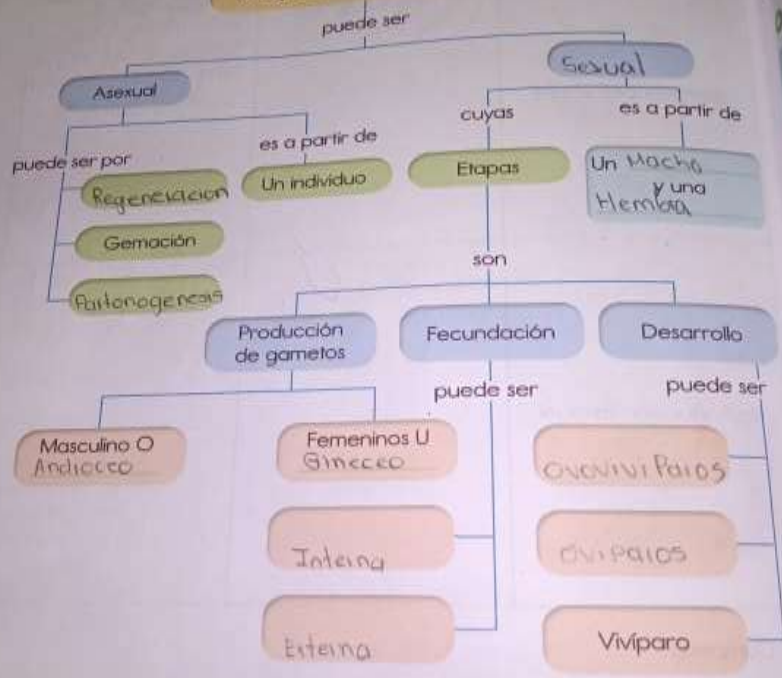 puede ser
Asexual
Sexual
puede ser por
es a partir de
cuyas
es a partir de
Regeneracion
Un individuo
Etapas
Un Macho
y una
Hembra
Gemación
Partonogenesis
son
Producción
de gametos
Fecundación
Desarrollo
puede ser
puede ser
Masculino O
Androceo
Femeninos U
Gineceo
ovoviviParos
Interna
oviParos
Externa
Vivíparo